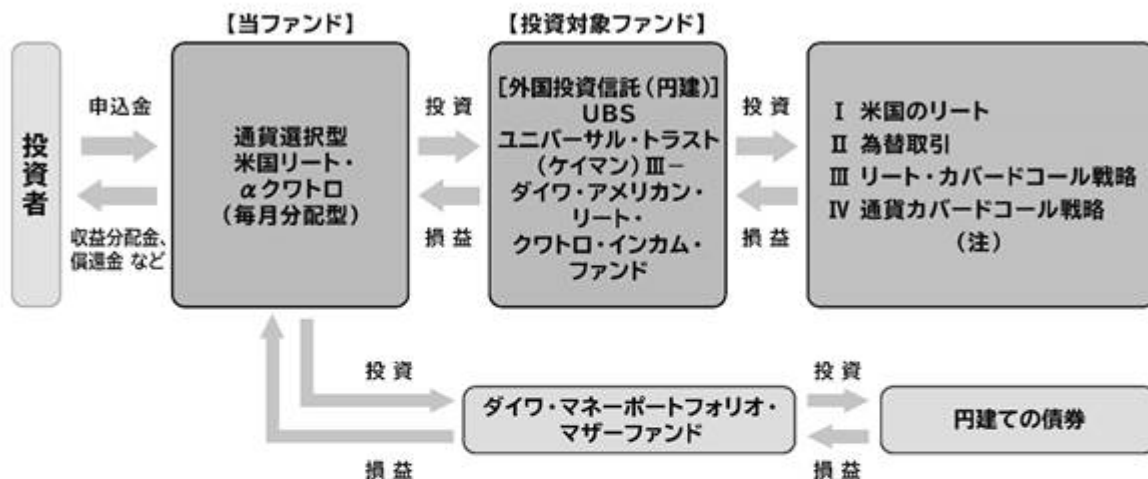 【当ファンド】
【投資対象ファンド】
投資者
申込金
収益分配金、
償還金 など
通貨選択型
米国リート・
αクワトロ
(毎月分配型)
投 資
損 益
[外国投資信託(円建)]
UBS
ユニバーサル・トラスト
(ケイマン)Ⅲ−
ダイワ・アメリカン・
リート・
クワトロ・インカム・
ファンド
投 資
損 益
Ⅰ 米国のリート
Ⅱ 為替取引
Ⅲ リート・カバードコール戦略
Ⅳ 通貨カバードコール戦略
(注)
投 資
損 益
ダイワ・マネーポートフォリオ・
マザーファンド
投 資
損 益
円建ての債券